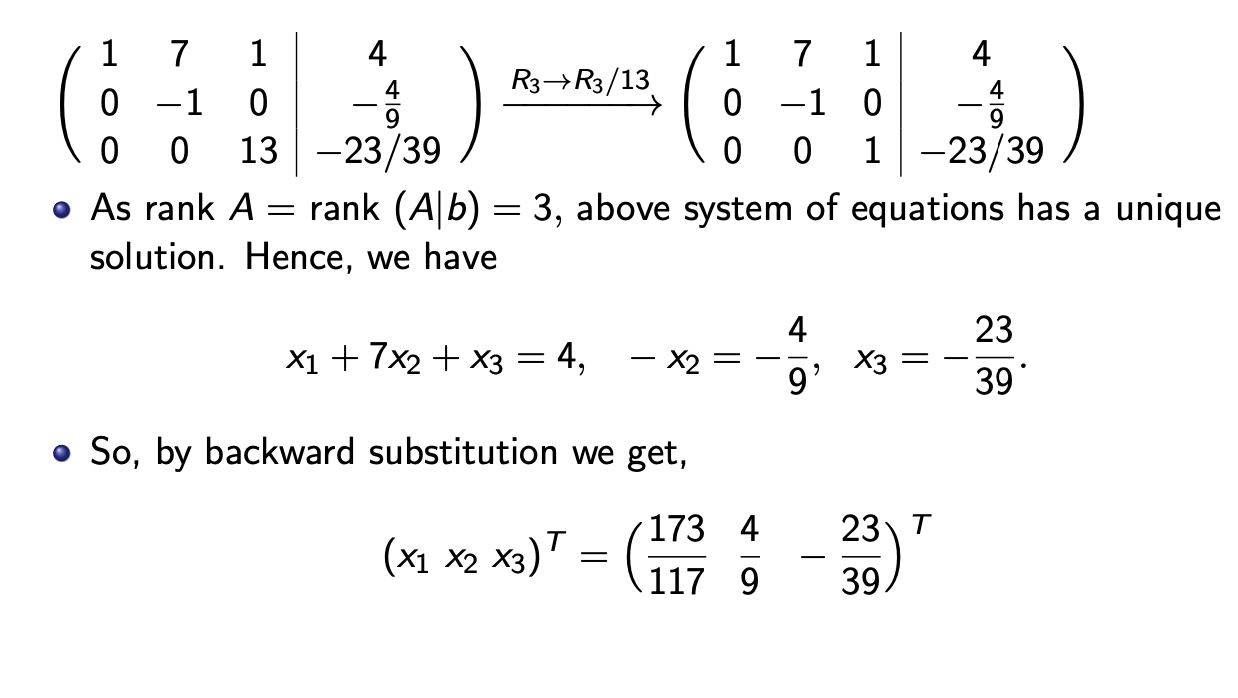 ( 1 7 1 | 4 ) R₃→R₃/13 ( 1 7 1 | 4 )
( 0 −1 0 | −4/9 ) ⟶ ( 0 −1 0 | −4/9 )
( 0 0 13 | −23/39 ) ( 0 0 1 | −23/39 )
• As rank A = rank (A|b) = 3, above system of equations has a unique
solution. Hence, we have
x₁ + 7x₂ + x₃ = 4, − x₂ = −4/9, x₃ = −23/39.
• So, by backward substitution we get,
(x₁ x₂ x₃)ᵀ = (173/117 4/9 − 23/39)ᵀ